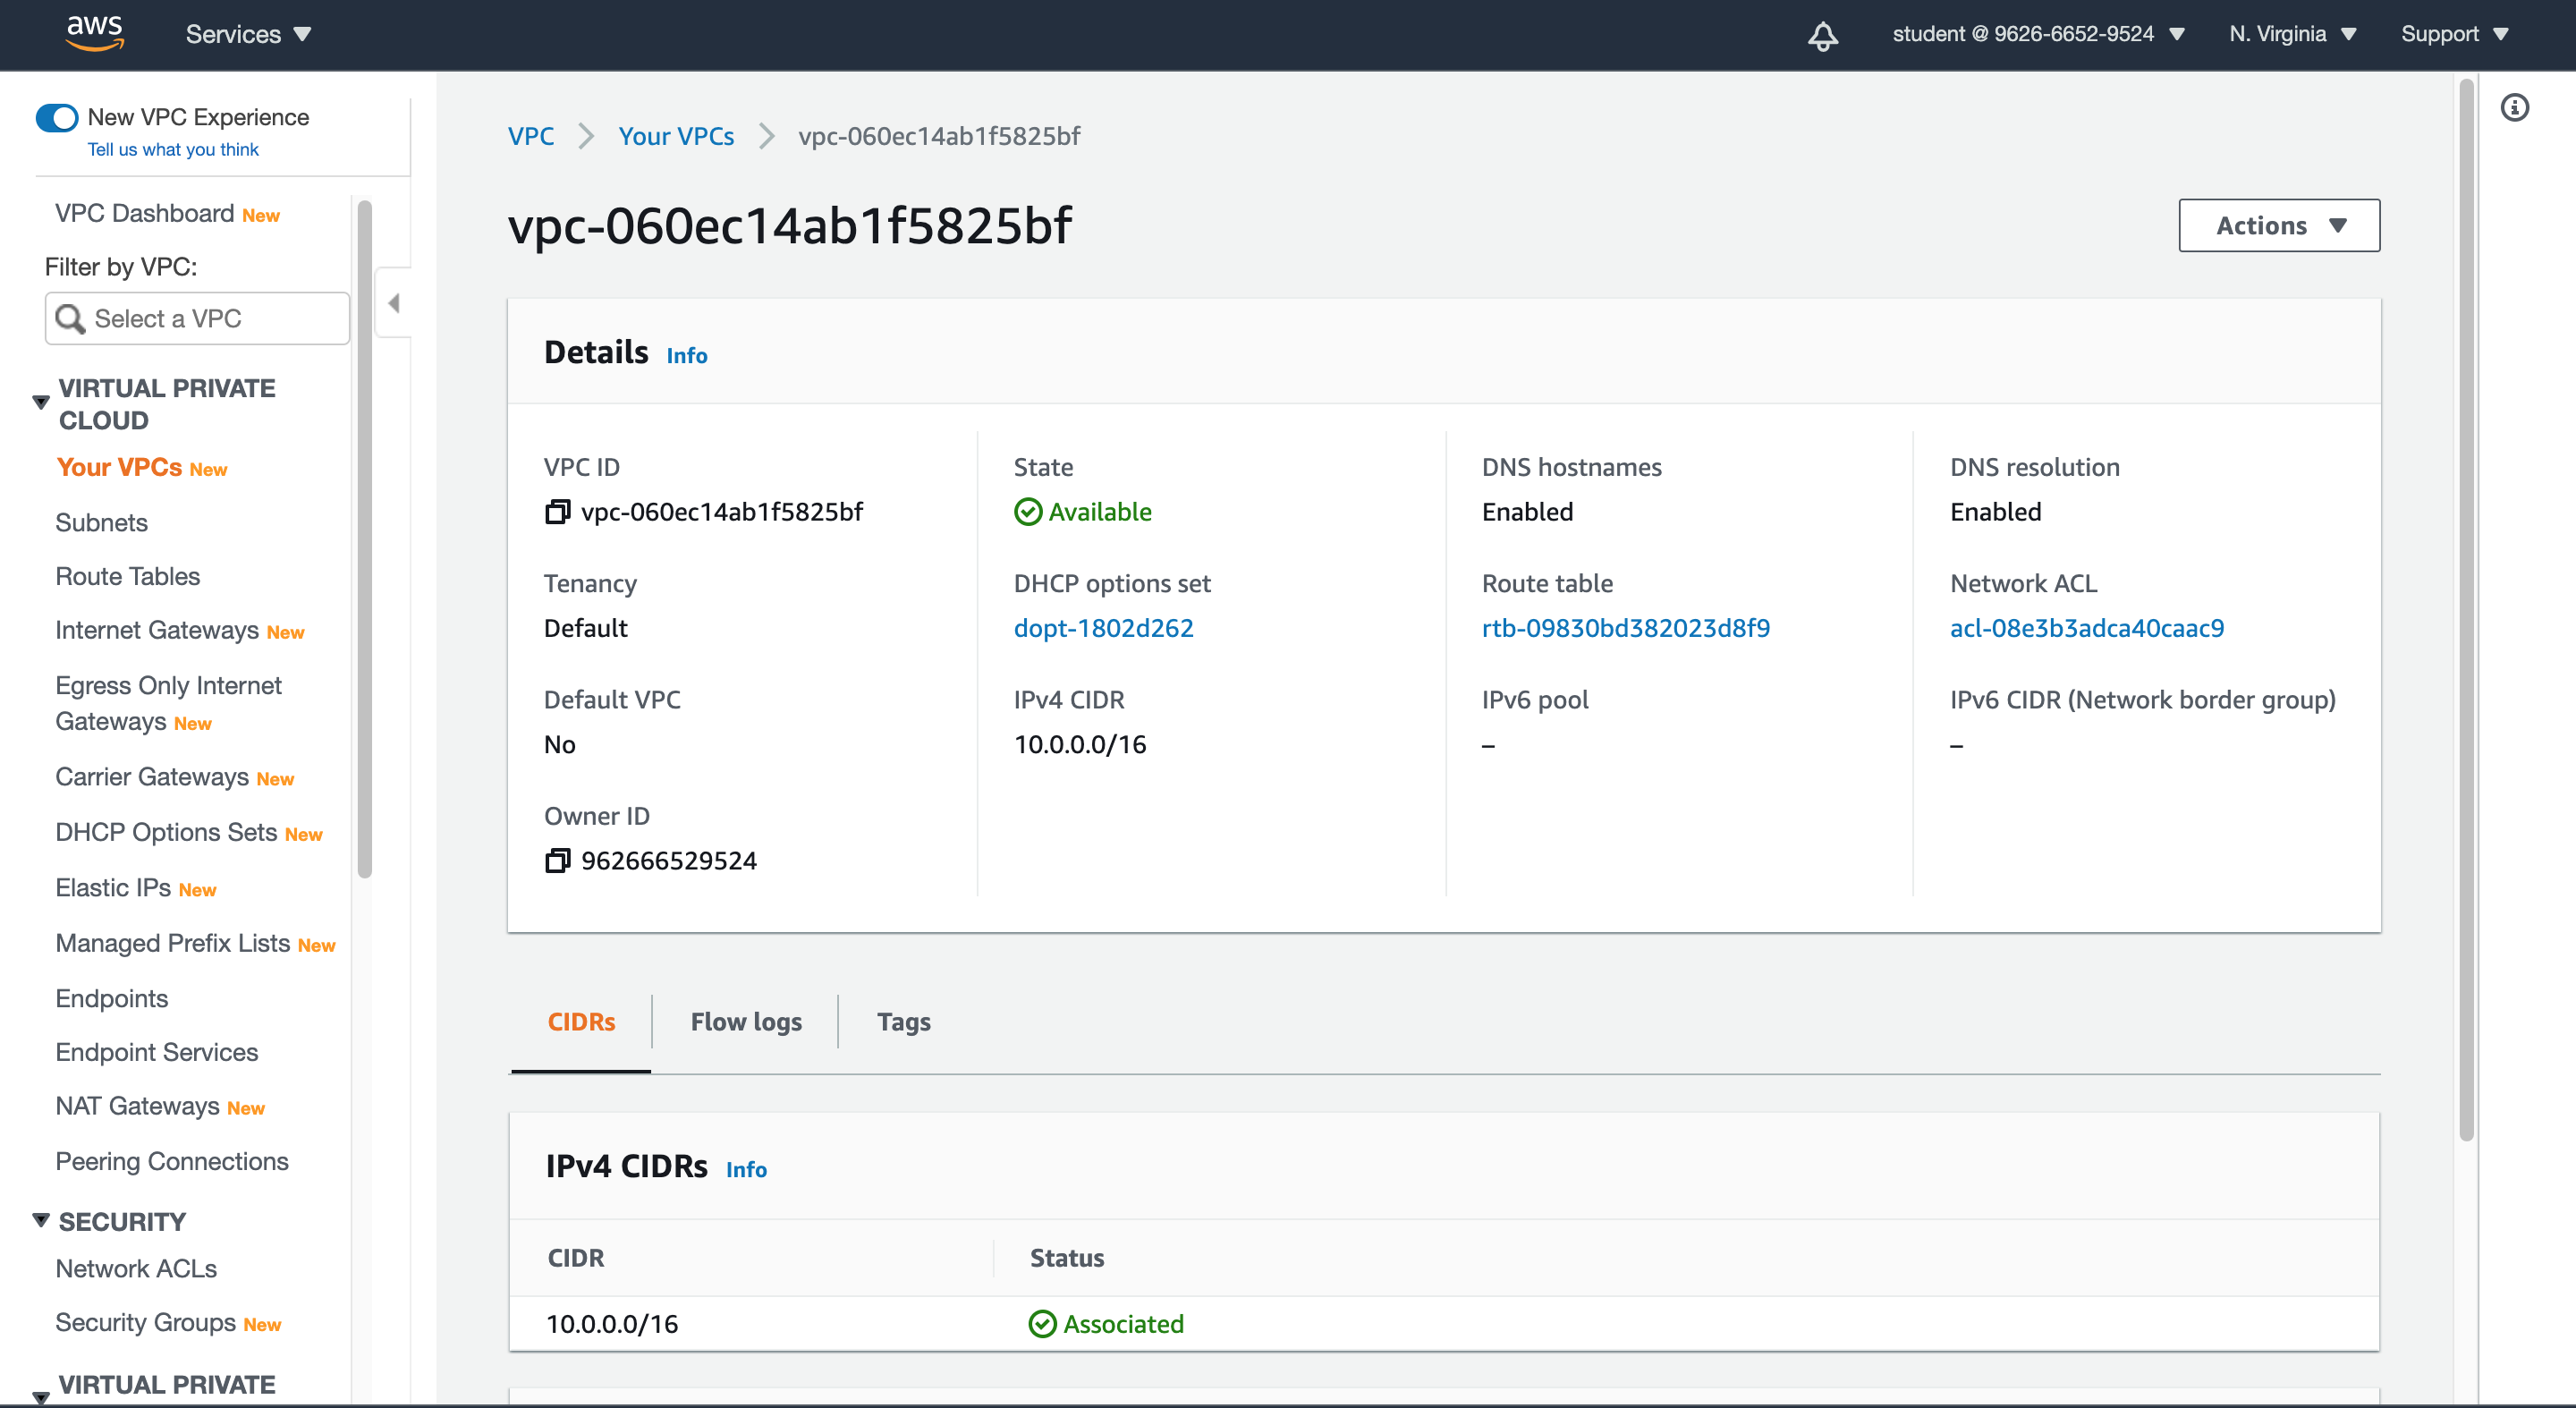 aws
Services
student @ 9626-6652-9524
N. Virginia
Support
New VPC Experience
Tell us what you think
VPC Dashboard New
Filter by VPC:
Select a VPC
VIRTUAL PRIVATE
CLOUD
Your VPCs New
Subnets
Route Tables
Internet Gateways New
Egress Only Internet
Gateways New
Carrier Gateways New
DHCP Options Sets New
Elastic IPs New
Managed Prefix Lists New
Endpoints
Endpoint Services
NAT Gateways New
Peering Connections
SECURITY
Network ACLs
Security Groups New
VIRTUAL PRIVATE
VPC
Your VPCs
vpc-060ec14ab1f5825bf
vpc-060ec14ab1f5825bf
Actions
Details Info
VPC ID
vpc-060ec14ab1f5825bf
State
Available
DNS hostnames
Enabled
DNS resolution
Enabled
Tenancy
Default
DHCP options set
dopt-1802d262
Route table
rtb-09830bd382023d8f9
Network ACL
acl-08e3b3adca40caac9
Default VPC
No
IPv4 CIDR
10.0.0.0/16
IPv6 pool
–
IPv6 CIDR (Network border group)
–
Owner ID
962666529524
CIDRs
Flow logs
Tags
IPv4 CIDRs Info
CIDR
Status
10.0.0.0/16
Associated